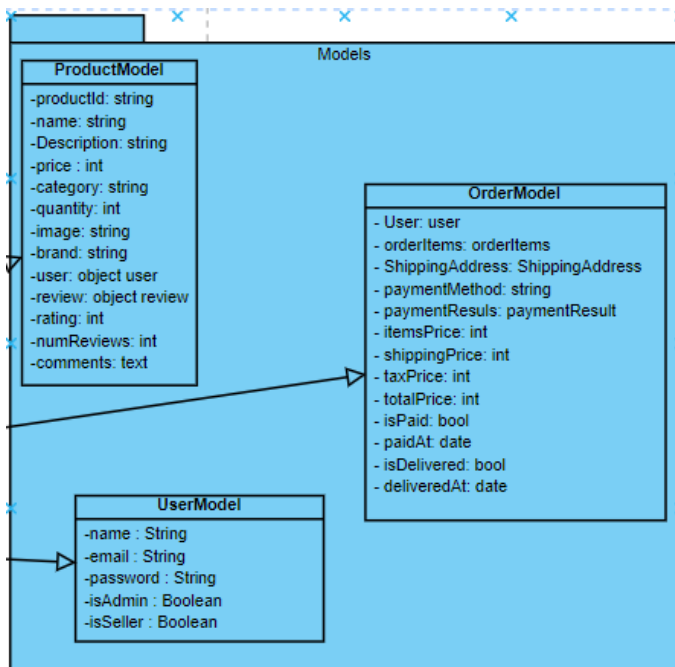 Models
ProductModel
-productId: string
-name: string
-Description: string
-price : int
-category: string
-quantity: int
-image: string
-brand: string
-user: object user
-review: object review
-rating: int
-numReviews: int
-comments: text
OrderModel
- User: user
- orderItems: orderItems
- ShippingAddress: ShippingAddress
- paymentMethod: string
- paymentResuls: paymentResult
- itemsPrice: int
- shippingPrice: int
- taxPrice: int
- totalPrice: int
- isPaid: bool
- paidAt: date
- isDelivered: bool
- deliveredAt: date
UserModel
-name : String
-email : String
-password : String
-isAdmin : Boolean
-isSeller : Boolean